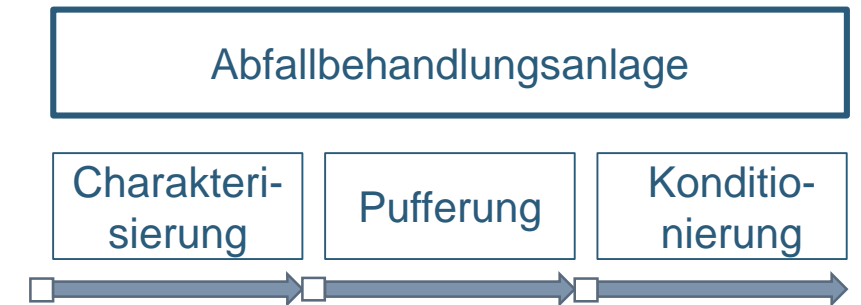 Abfallbehandlungsanlage
Charakteri-
sierung
Pufferung
Konditio-
nierung